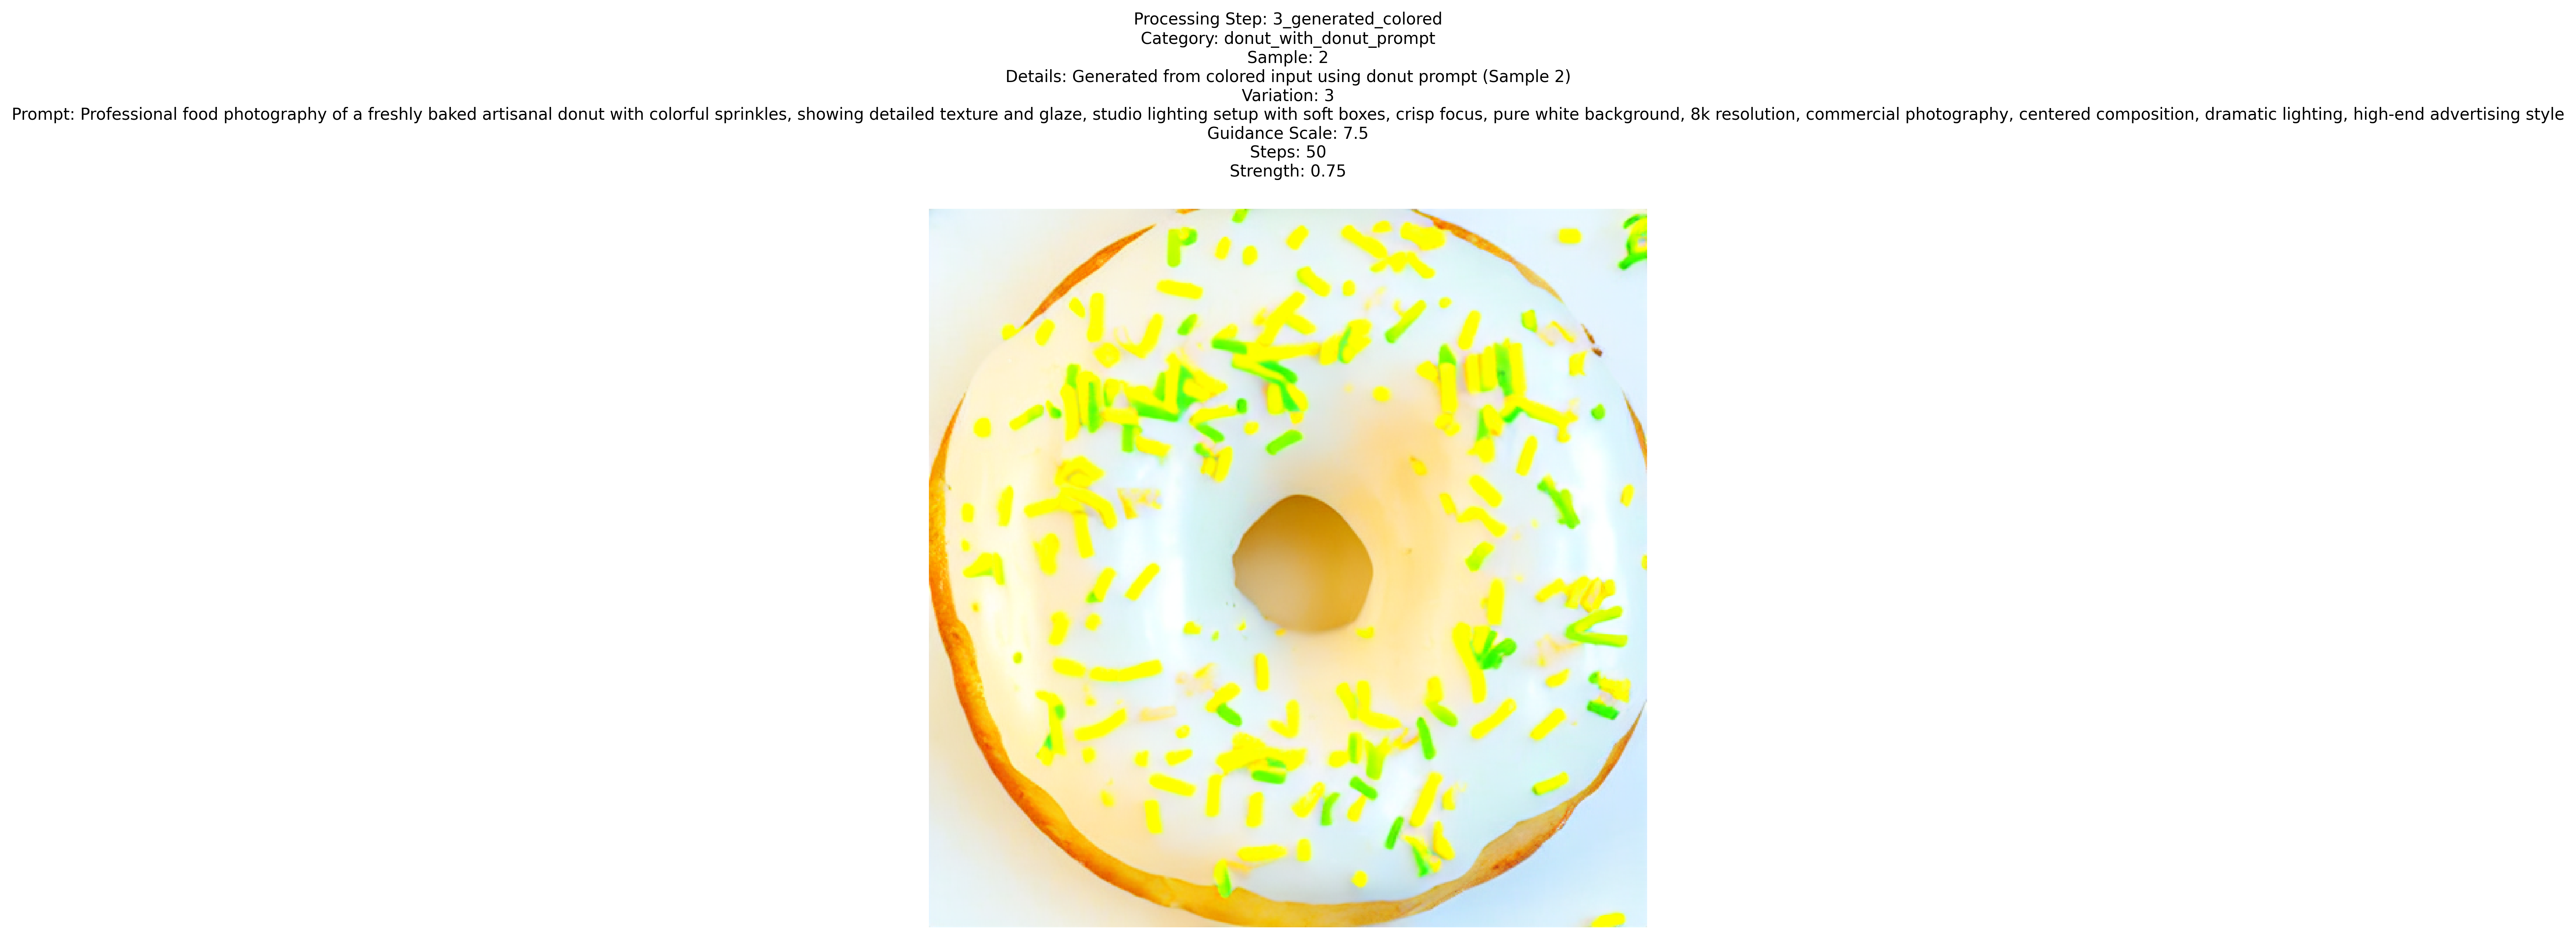 Processing Step: 3_generated_colored
Category: donut_with_donut_prompt
Sample: 2
Details: Generated from colored input using donut prompt (Sample 2)
Variation: 3
Prompt: Professional food photography of a freshly baked artisanal donut with colorful sprinkles, showing detailed texture and glaze, studio lighting setup with soft boxes, crisp focus, pure white background, 8k resolution, commercial photography, centered composition, dramatic lighting, high-end advertising style
Guidance Scale: 7.5
Steps: 50
Strength: 0.75